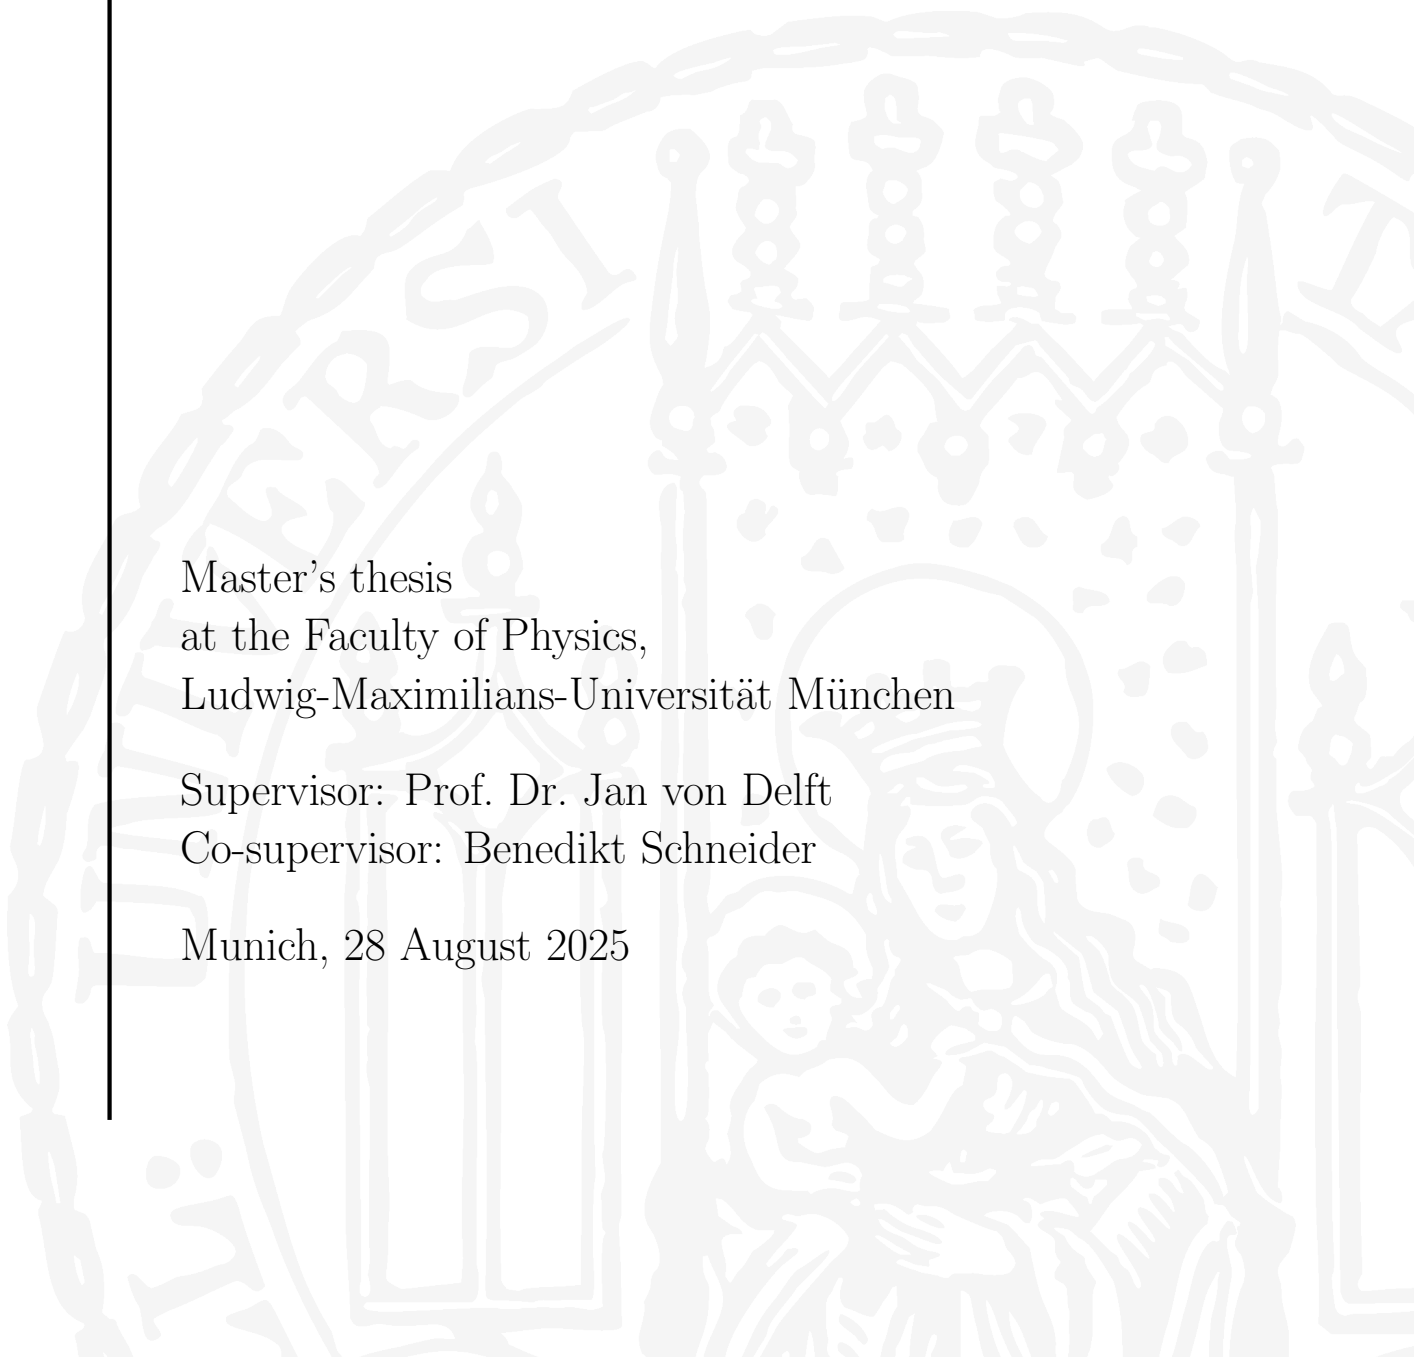 Master's thesis
at the Faculty of Physics,
Ludwig-Maximilians-Universität München
Supervisor: Prof. Dr. Jan von Delft
Co-supervisor: Benedikt Schneider
Munich, 28 August 2025
UNIVERSI